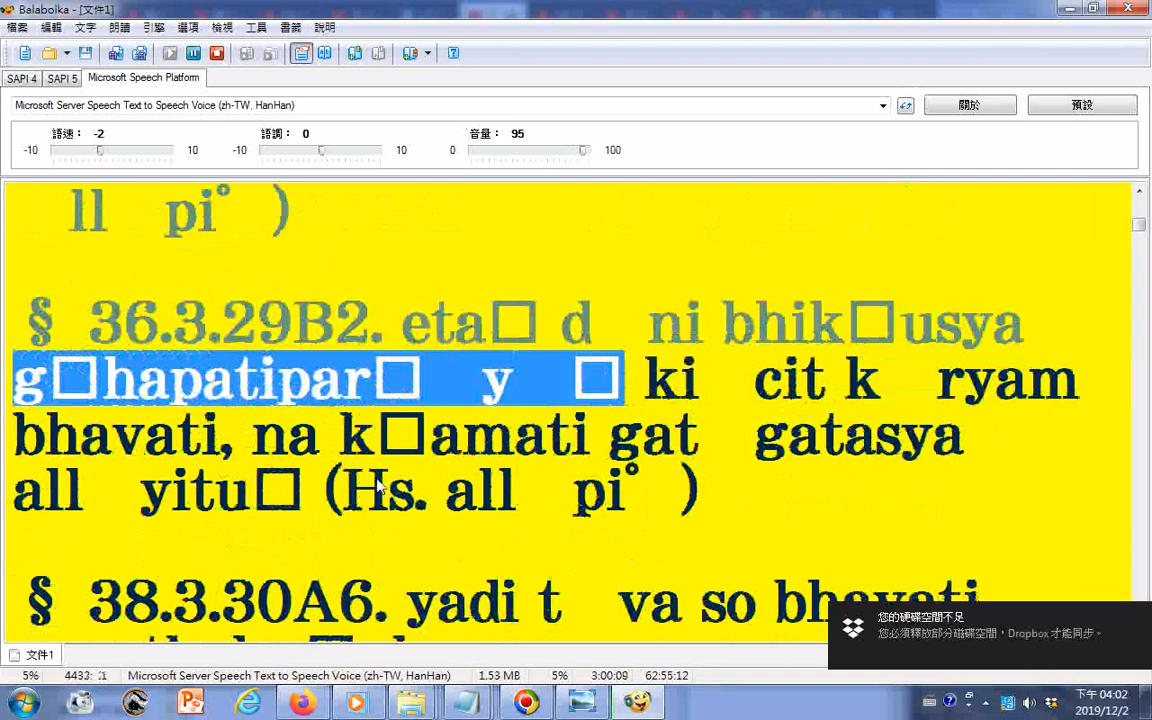 Balabolka - [文件1]
檔案 編輯 文字 朗讀 引擎 選項 檢視 工具 書籤 說明
SAPI 4 SAPI 5 Microsoft Speech Platform
Microsoft Server Speech Text to Speech Voice (zh-TW, HanHan)
關於 預設
語速： -2 語調： 0 音量： 95
-10 10 -10 10 0 100
ll pi° )
§ 36.3.29B2. eta□ d ni bhik□usya
g□hapatipar□ y □ ki cit k ryam
bhavati, na k□amati gat gatasya
all yitu□ (Hs. all pi° )
§ 38.3.30A6. yadi t va so bhavati
您的硬碟空間不足
您必須釋放部分磁碟空間，Dropbox 才能同步。
文件1
5% Microsoft Server Speech Text to Speech Voice (zh-TW, HanHan) 1.53 MB 5% 3:00:08 62:55:12
下午 04:02
2019/12/2